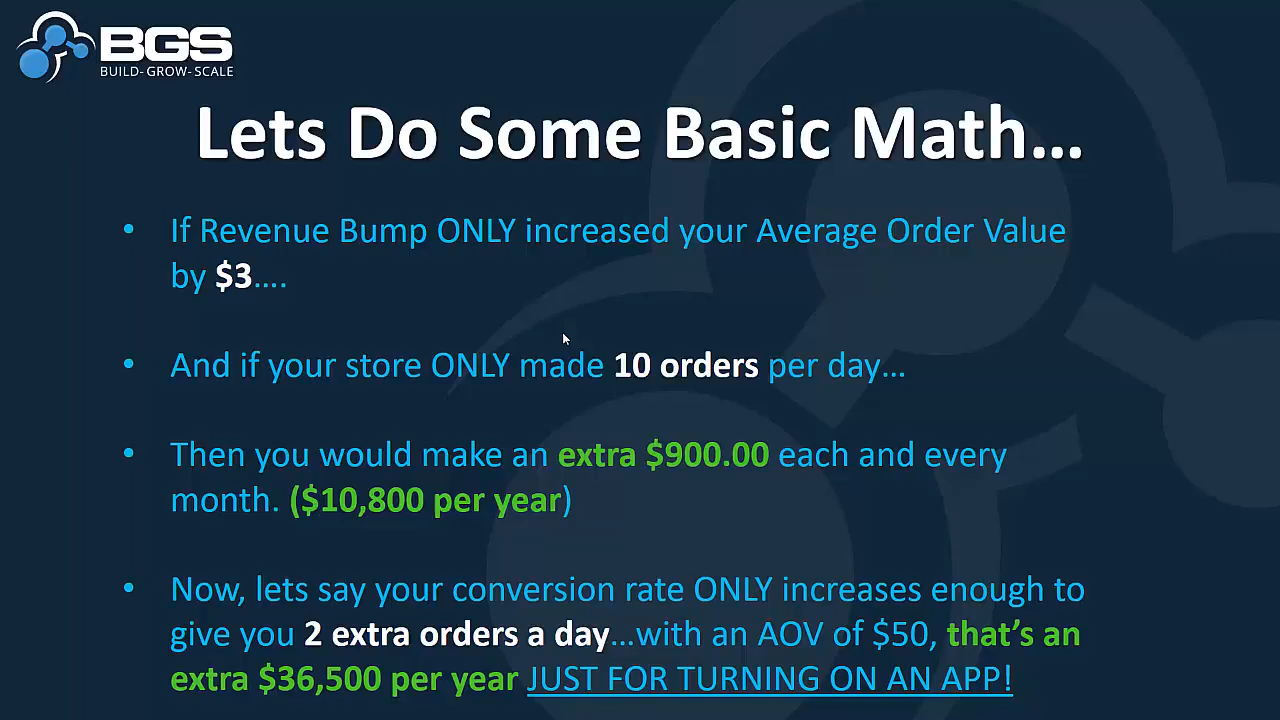 BGS
BUILD-GROW-SCALE
Lets Do Some Basic Math...
• If Revenue Bump ONLY increased your Average Order Value
by $3....
• And if your store ONLY made 10 orders per day...
• Then you would make an extra $900.00 each and every
month. ($10,800 per year)
• Now, lets say your conversion rate ONLY increases enough to
give you 2 extra orders a day...with an AOV of $50, that's an
extra $36,500 per year JUST FOR TURNING ON AN APP!